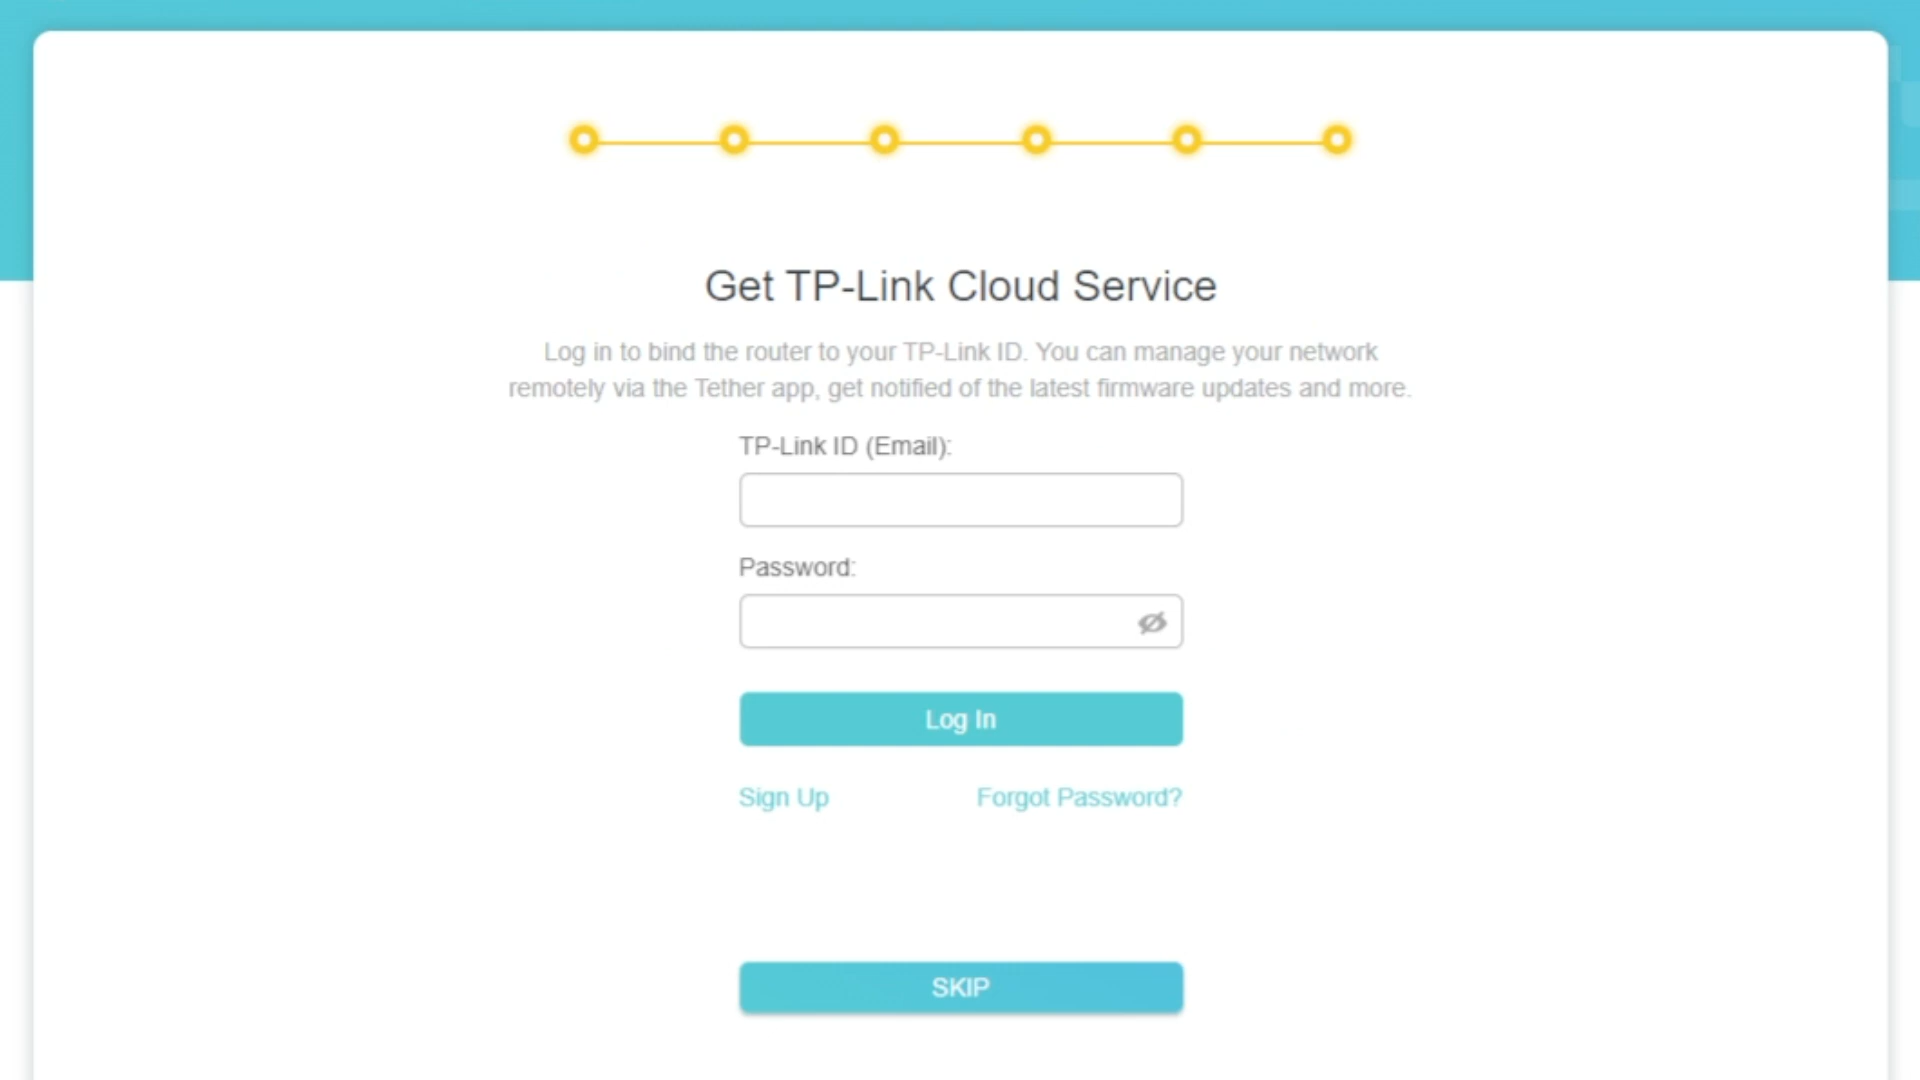 Get TP-Link Cloud Service
Log in to bind the router to your TP-Link ID. You can manage your network
remotely via the Tether app, get notified of the latest firmware updates and more.
TP-Link ID (Email):
Password:
Log In
Sign Up Forgot Password?
SKIP